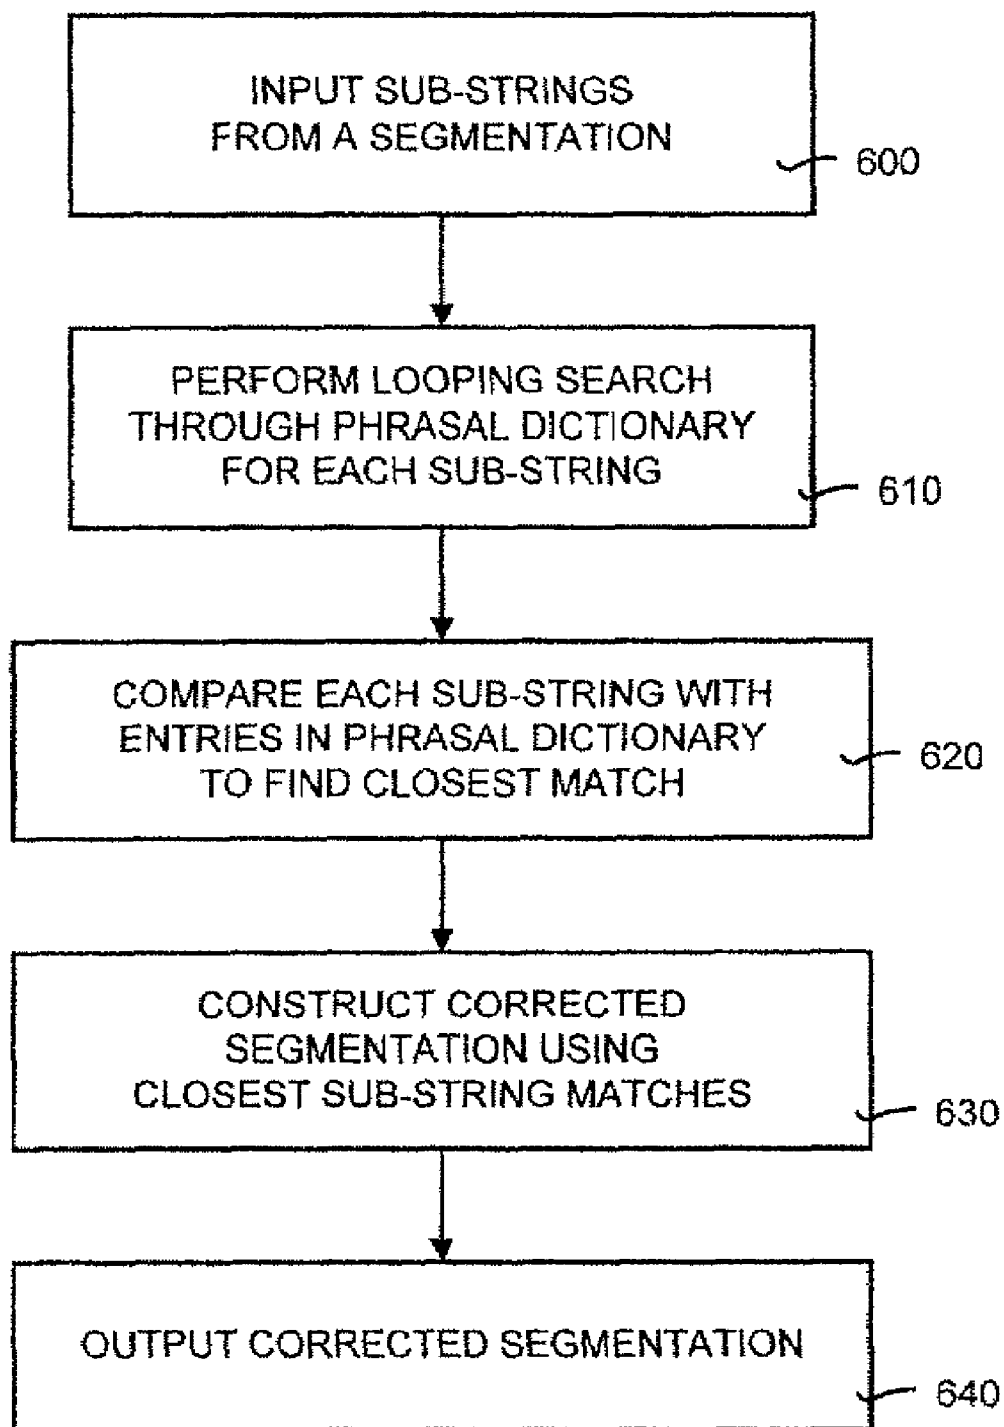 INPUT SUB-STRINGS
FROM A SEGMENTATION
600
PERFORM LOOPING SEARCH
THROUGH PHRASAL DICTIONARY
FOR EACH SUB-STRING
610
COMPARE EACH SUB-STRING WITH
ENTRIES IN PHRASAL DICTIONARY
TO FIND CLOSEST MATCH
620
CONSTRUCT CORRECTED
SEGMENTATION USING
CLOSEST SUB-STRING MATCHES
630
OUTPUT CORRECTED SEGMENTATION
640